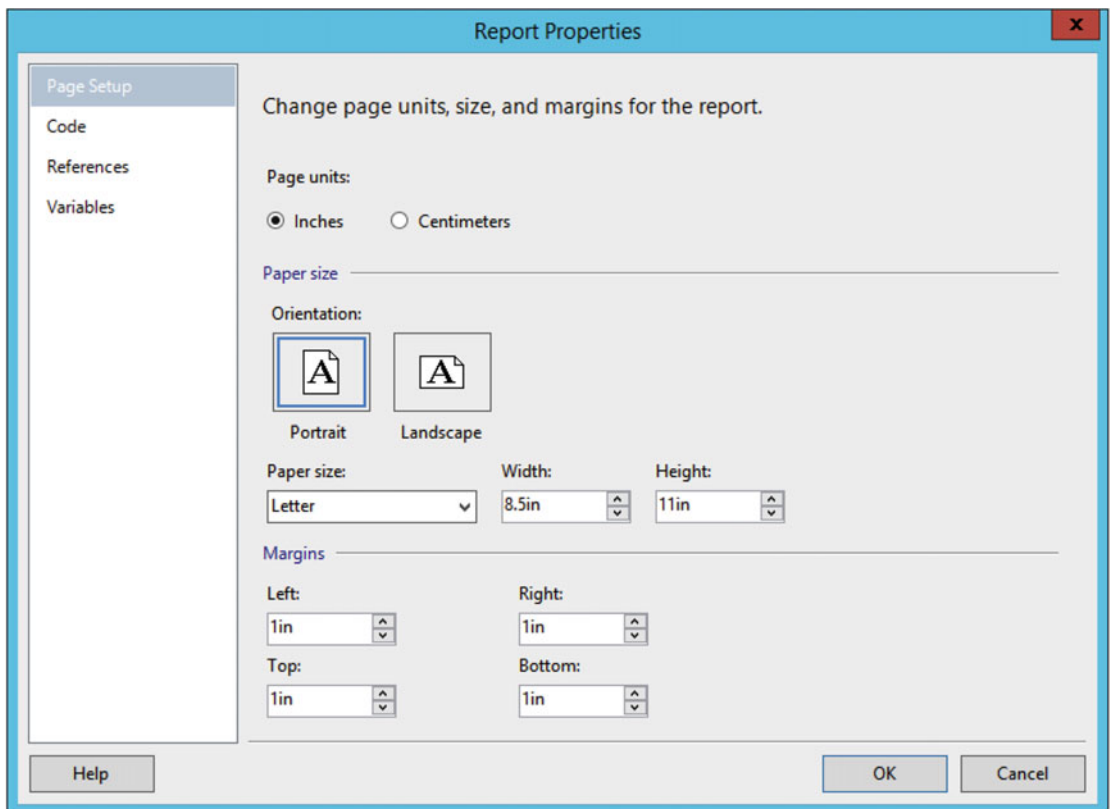 Report Properties
x
Page Setup
Code
References
Variables
Change page units, size, and margins for the report.
Page units:
Inches Centimeters
Paper size
Orientation:
A A
Portrait Landscape
Paper size: Width: Height:
Letter 8.5in 11in
Margins
Left: Right:
1in 1in
Top: Bottom:
1in 1in
Help OK Cancel